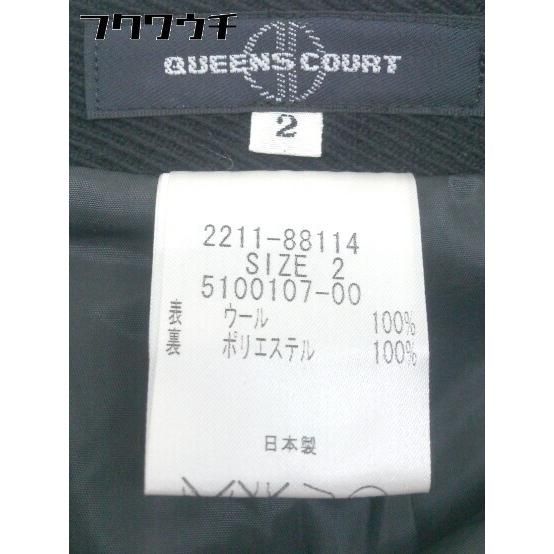 フクワウチ
QUEENS COURT
2
2211-88114
SIZE 2
5100107-00
表 ウール 100%
裏 ポリエステル 100%
日本製